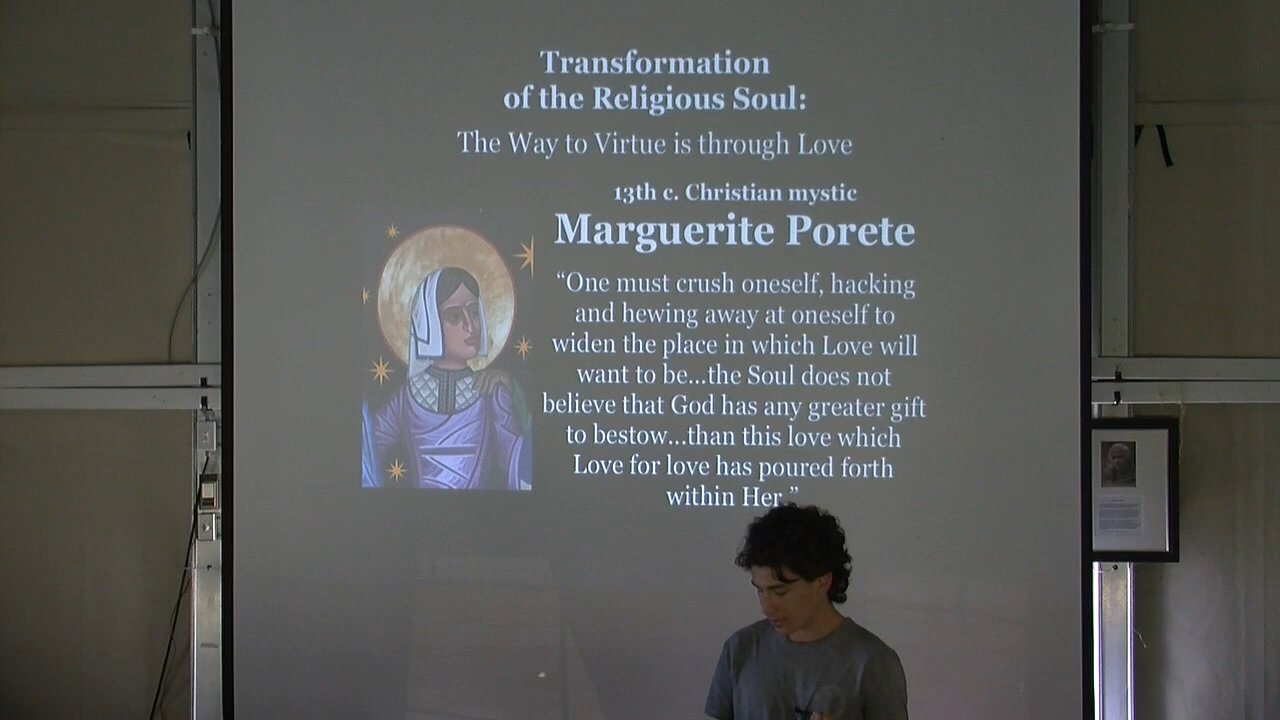 Transformation
of the Religious Soul:
The Way to Virtue is through Love
13th c. Christian mystic
Marguerite Porete
“One must crush oneself, hacking
and hewing away at oneself to
widen the place in which Love will
want to be...the Soul does not
believe that God has any greater gift
to bestow...than this love which
Love for love has poured forth
within Her.”